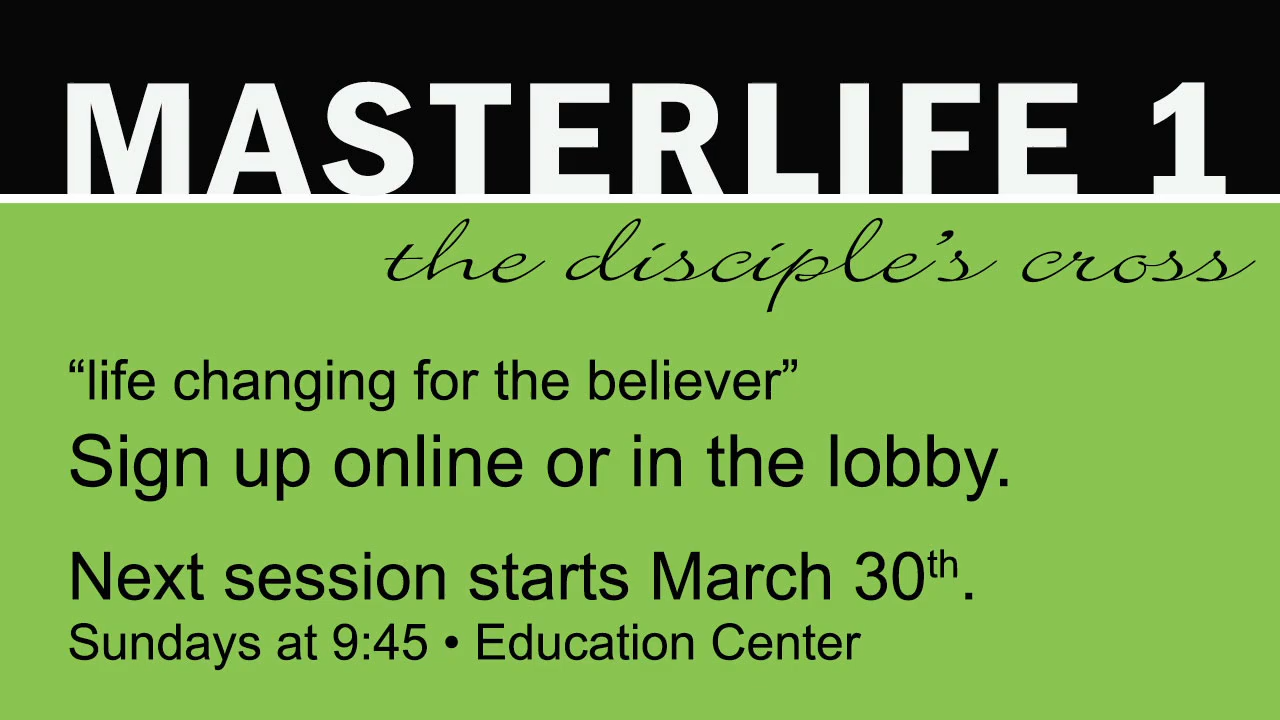 MASTERLIFE 1
the disciple’s cross
“life changing for the believer”
Sign up online or in the lobby.
Next session starts March 30th.
Sundays at 9:45 • Education Center